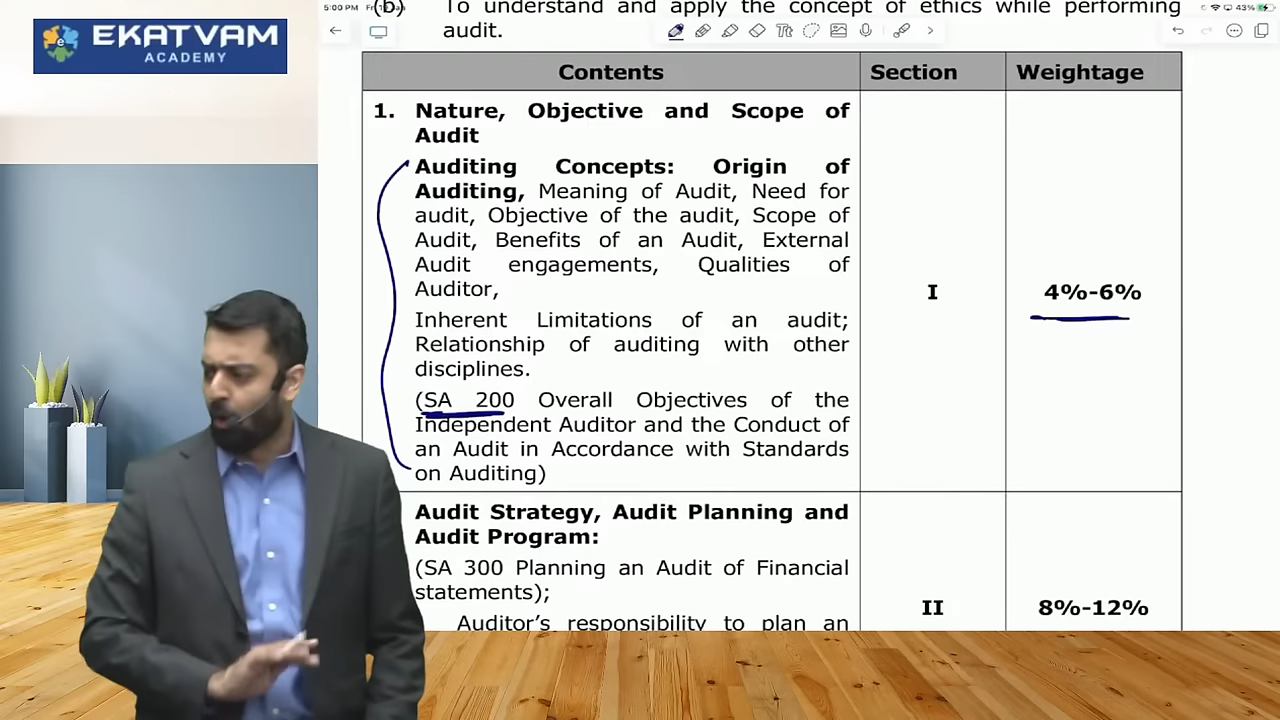 EKATVAM
ACADEMY
5:00 PM
43%
(b) To understand and apply the concept of ethics while performing
audit.
Contents Section Weightage
1. Nature, Objective and Scope of
Audit
Auditing Concepts: Origin of
Auditing, Meaning of Audit, Need for
audit, Objective of the audit, Scope of
Audit, Benefits of an Audit, External
Audit engagements, Qualities of
Auditor,
I 4%-6%
Inherent Limitations of an audit;
Relationship of auditing with other
disciplines.
(SA 200 Overall Objectives of the
Independent Auditor and the Conduct of
an Audit in Accordance with Standards
on Auditing)
Audit Strategy, Audit Planning and
Audit Program:
(SA 300 Planning an Audit of Financial
statements);
II 8%-12%
Auditor's responsibility to plan an